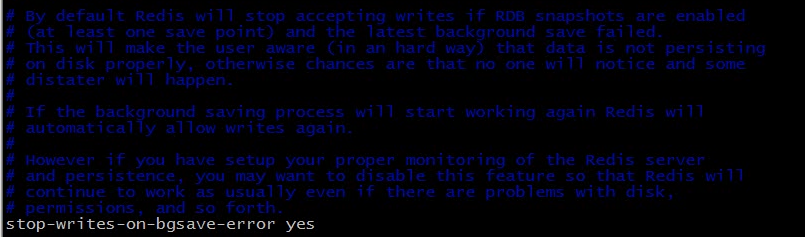 # By default Redis will stop accepting writes if RDB snapshots are enabled
# (at least one save point) and the latest background save failed.
# This will make the user aware (in an hard way) that data is not persisting
# on disk properly, otherwise chances are that no one will notice and some
# distater will happen.
#
# If the background saving process will start working again Redis will
# automatically allow writes again.
#
# However if you have setup your proper monitoring of the Redis server
# and persistence, you may want to disable this feature so that Redis will
# continue to work as usually even if there are problems with disk,
# permissions, and so forth.
stop-writes-on-bgsave-error yes